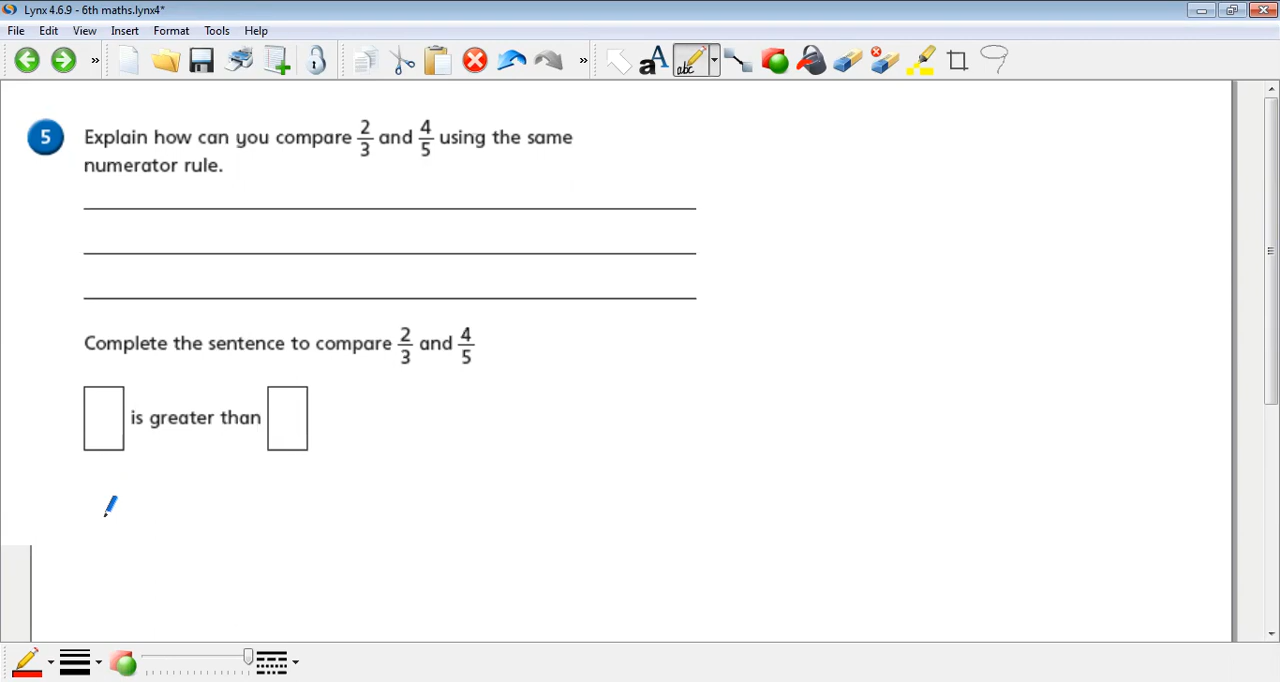 Lynx 4.6.9 - 6th maths.lynx4*
File Edit View Insert Format Tools Help
» » aA abc
5 Explain how can you compare 2/3 and 4/5 using the same
numerator rule.
Complete the sentence to compare 2/3 and 4/5
is greater than